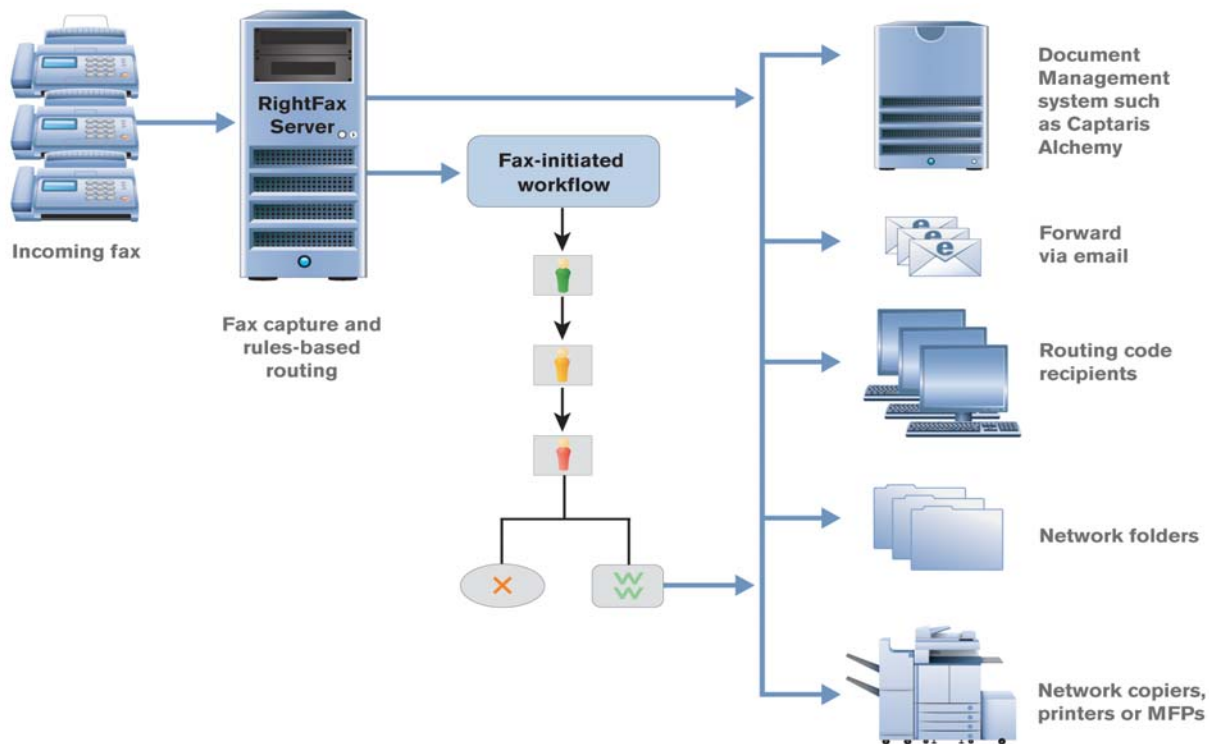 RightFax
Server
Incoming fax
Fax capture and
rules-based
routing
Fax-initiated
workflow
Document
Management
system such
as Captaris
Alchemy
Forward
via email
Routing code
recipients
Network folders
Network copiers,
printers or MFPs
e
e
e
W
W